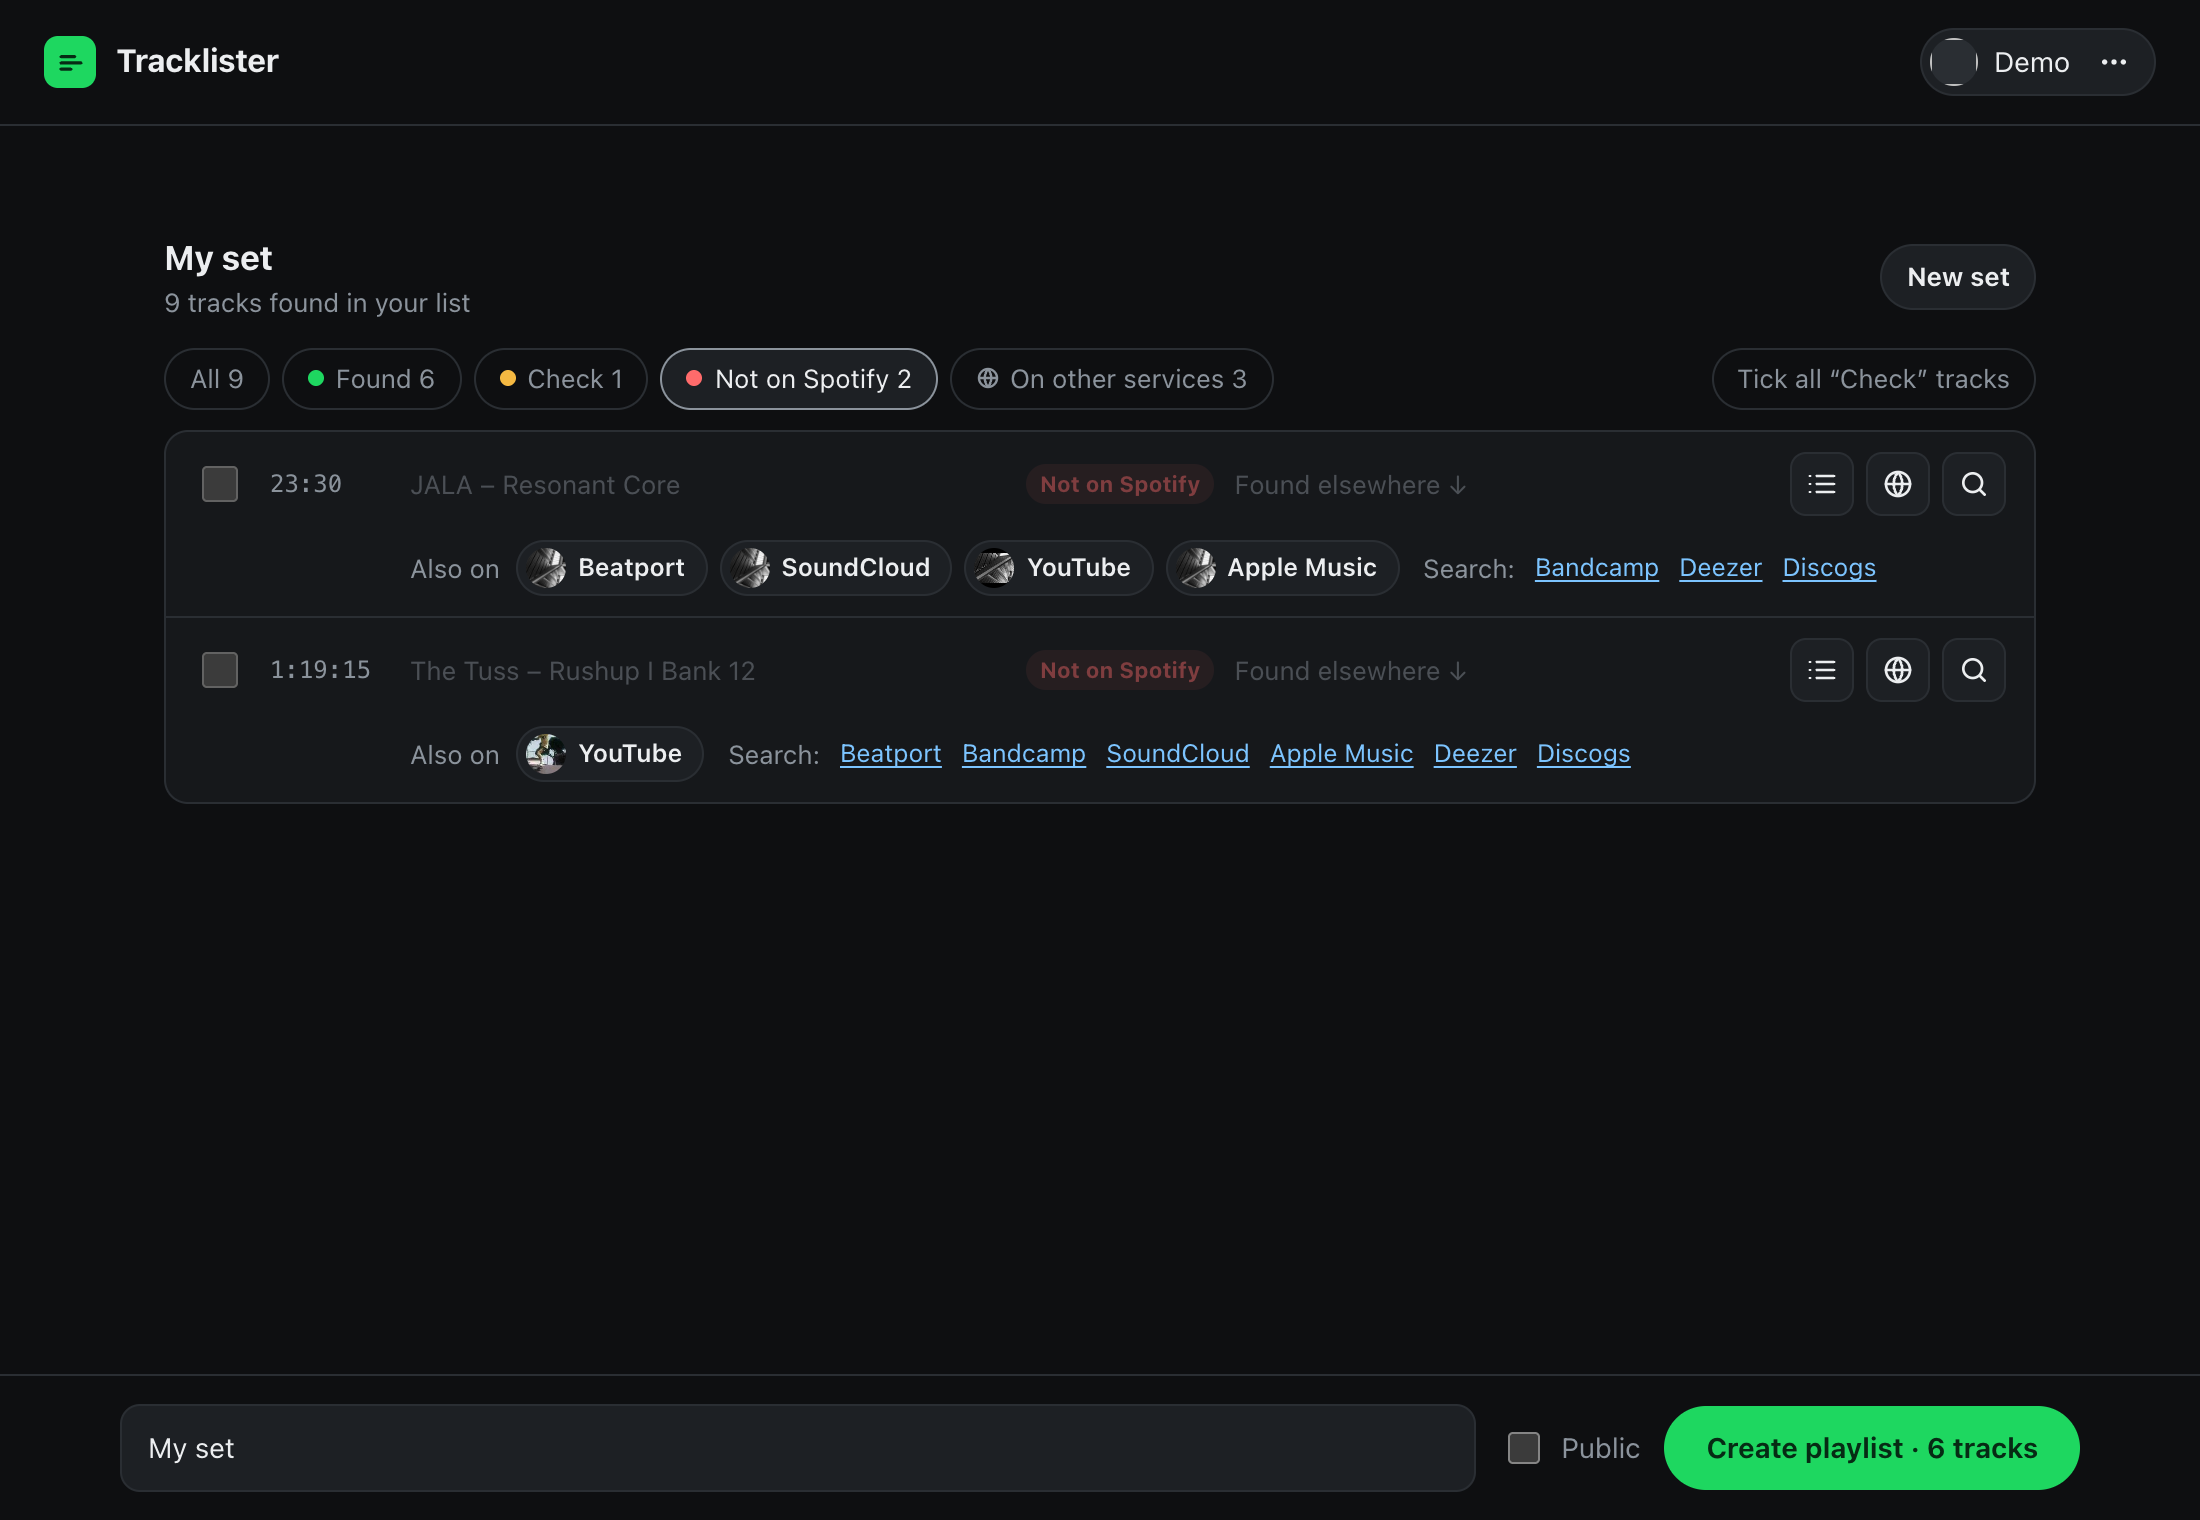 Tracklister
Demo
My set
9 tracks found in your list
New set
All 9
Found 6
Check 1
Not on Spotify 2
On other services 3
Tick all “Check” tracks
23:30 JALA – Resonant Core Not on Spotify Found elsewhere ↓
Also on Beatport SoundCloud YouTube Apple Music Search: Bandcamp Deezer Discogs
1:19:15 The Tuss – Rushup I Bank 12 Not on Spotify Found elsewhere ↓
Also on YouTube Search: Beatport Bandcamp SoundCloud Apple Music Deezer Discogs
My set
Public
Create playlist · 6 tracks